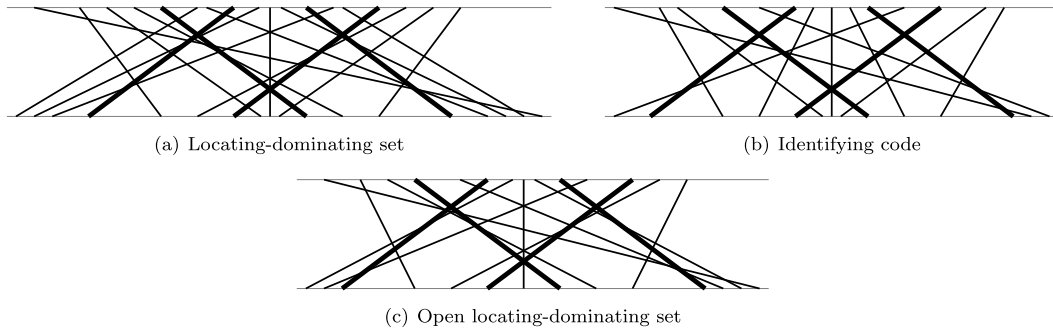 (a) Locating-dominating set
(b) Identifying code
(c) Open locating-dominating set